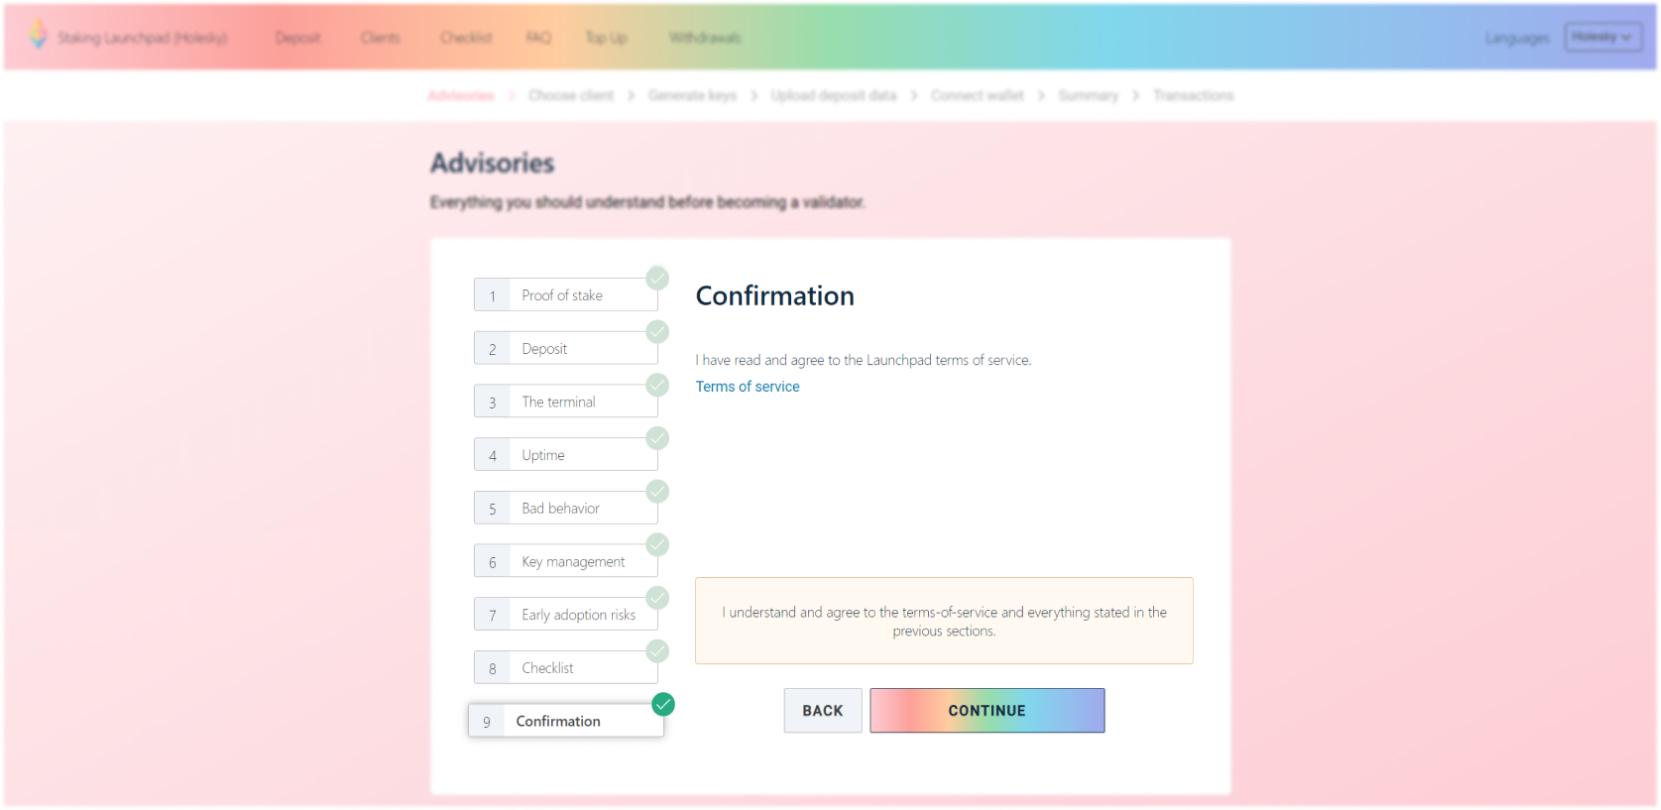 Staking Launchpad (Holesky) Deposit Clients Checklist FAQ Top Up Withdrawals Languages Holesky
Advisories Choose client Generate keys Upload deposit data Connect wallet Summary Transactions
Advisories
Everything you should understand before becoming a validator.
1 Proof of stake
2 Deposit
3 The terminal
4 Uptime
5 Bad behavior
6 Key management
7 Early adoption risks
8 Checklist
9 Confirmation
Confirmation
I have read and agree to the Launchpad terms of service.
Terms of service
I understand and agree to the terms-of-service and everything stated in the
previous sections.
BACK CONTINUE